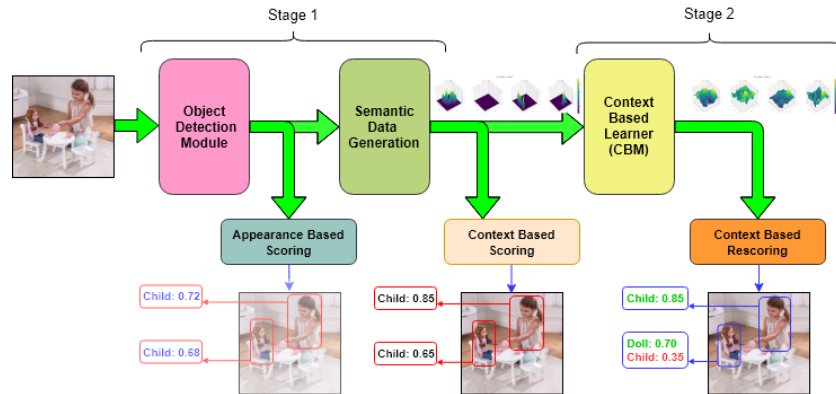 Stage 1
Stage 2
Object
Detection
Module
Semantic
Data
Generation
Context
Based
Learner
(CBM)
Appearance Based
Scoring
Context Based
Scoring
Context Based
Rescoring
Child: 0.72
Child: 0.68
Child: 0.85
Child: 0.65
Child: 0.85
Doll: 0.70
Child: 0.35